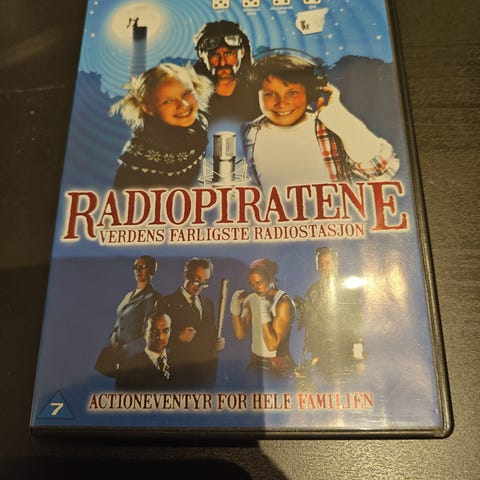 RADIOPIRATENE
VERDENS FARLIGSTE RADIOSTASJON
7
ACTIONEVENTYR FOR HELE FAMILIEN